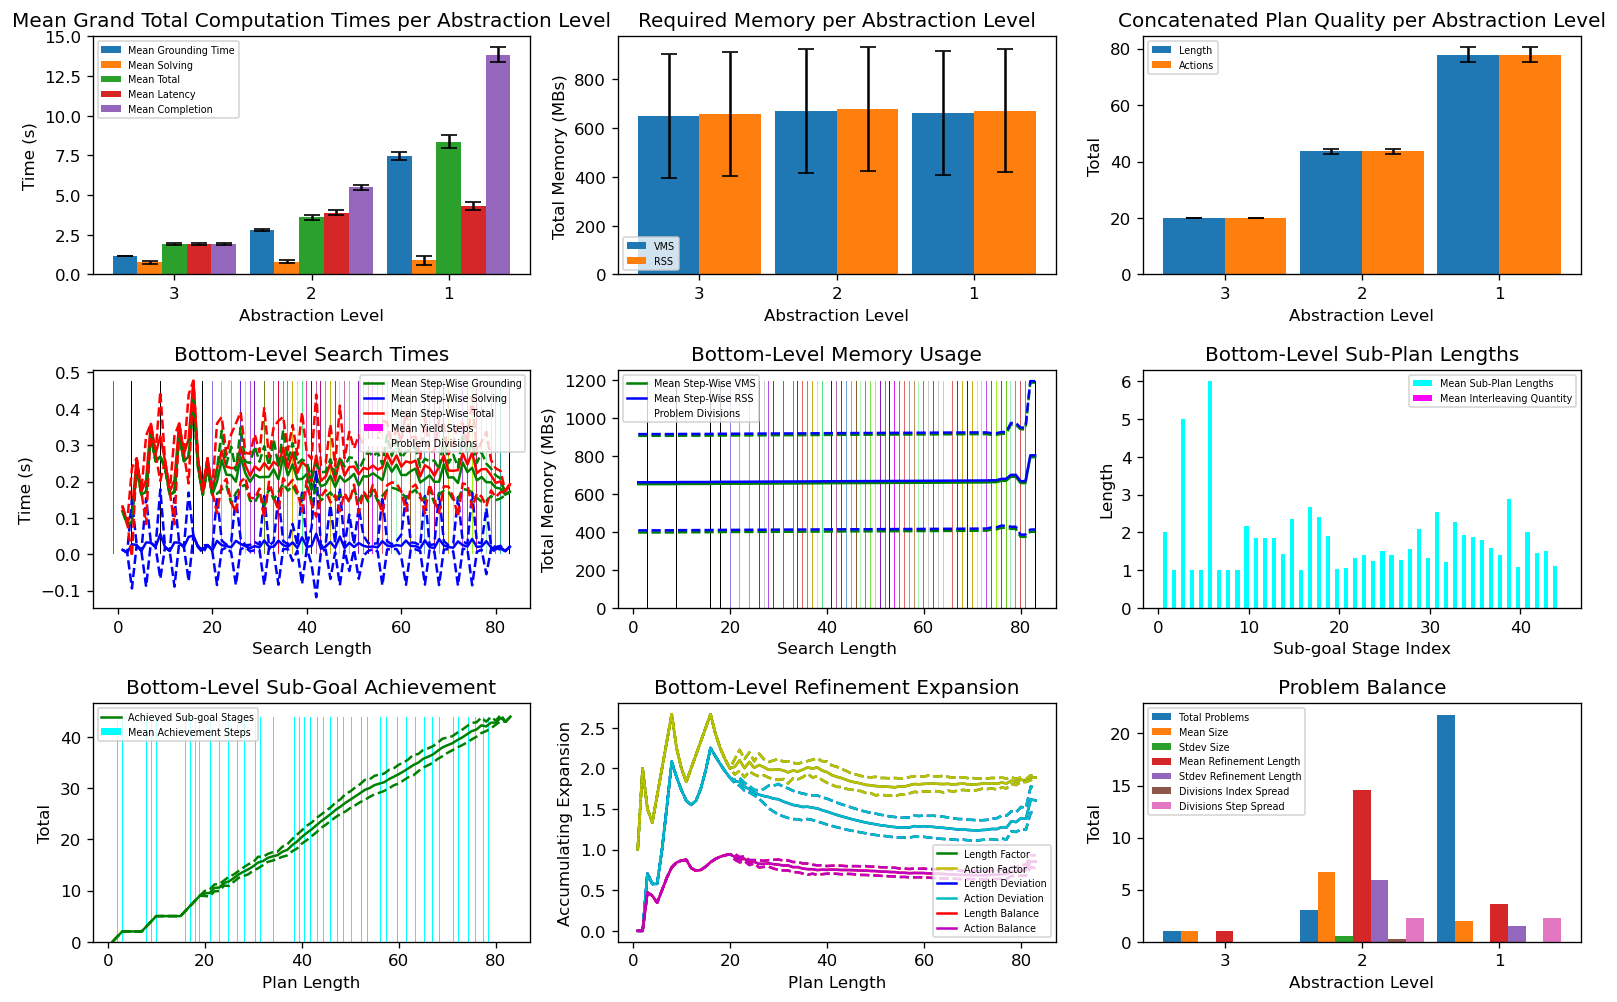 Mean Grand Total Computation Times per Abstraction Level
15.0
12.5
10.0
7.5
5.0
2.5
0.0
Time (s)
Mean Grounding Time
Mean Solving
Mean Total
Mean Latency
Mean Completion
3 2 1
Abstraction Level
Required Memory per Abstraction Level
800
600
400
200
0
Total Memory (MBs)
VMS
RSS
3 2 1
Abstraction Level
Concatenated Plan Quality per Abstraction Level
80
60
40
20
0
Total
Length
Actions
3 2 1
Abstraction Level
Bottom-Level Search Times
0.5
0.4
0.3
0.2
0.1
0.0
−0.1
Time (s)
Mean Step-Wise Grounding
Mean Step-Wise Solving
Mean Step-Wise Total
Mean Yield Steps
Problem Divisions
0 20 40 60 80
Search Length
Bottom-Level Memory Usage
1200
1000
800
600
400
200
0
Total Memory (MBs)
Mean Step-Wise VMS
Mean Step-Wise RSS
Problem Divisions
0 20 40 60 80
Search Length
Bottom-Level Sub-Plan Lengths
6
5
4
3
2
1
0
Length
Mean Sub-Plan Lengths
Mean Interleaving Quantity
0 10 20 30 40
Sub-goal Stage Index
Bottom-Level Sub-Goal Achievement
40
30
20
10
0
Total
Achieved Sub-goal Stages
Mean Achievement Steps
0 20 40 60 80
Plan Length
Bottom-Level Refinement Expansion
2.5
2.0
1.5
1.0
0.5
0.0
Accumulating Expansion
Length Factor
Action Factor
Length Deviation
Action Deviation
Length Balance
Action Balance
0 20 40 60 80
Plan Length
Problem Balance
20
15
10
5
0
Total
Total Problems
Mean Size
Stdev Size
Mean Refinement Length
Stdev Refinement Length
Divisions Index Spread
Divisions Step Spread
3 2 1
Abstraction Level